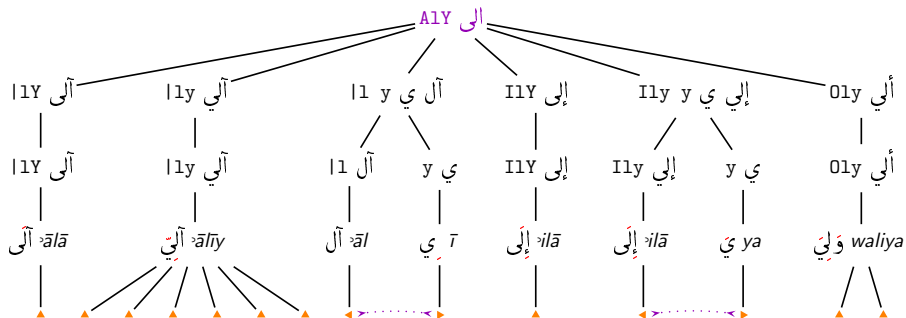 AlY الى
|lY آلى |ly آلي |l y آل ي IlY إلى Ily y إلي ي Oly ألي
|lY آلى |ly آلي |l آل y ي IlY إلى Ily إلي y ي Oly ألي
آلَى ʾālā آلِيّ ʾālīy آل ʾāl ِي ī إِلَى ʾilā إِلَى ʾilā يَ ya وَلِيَ waliya